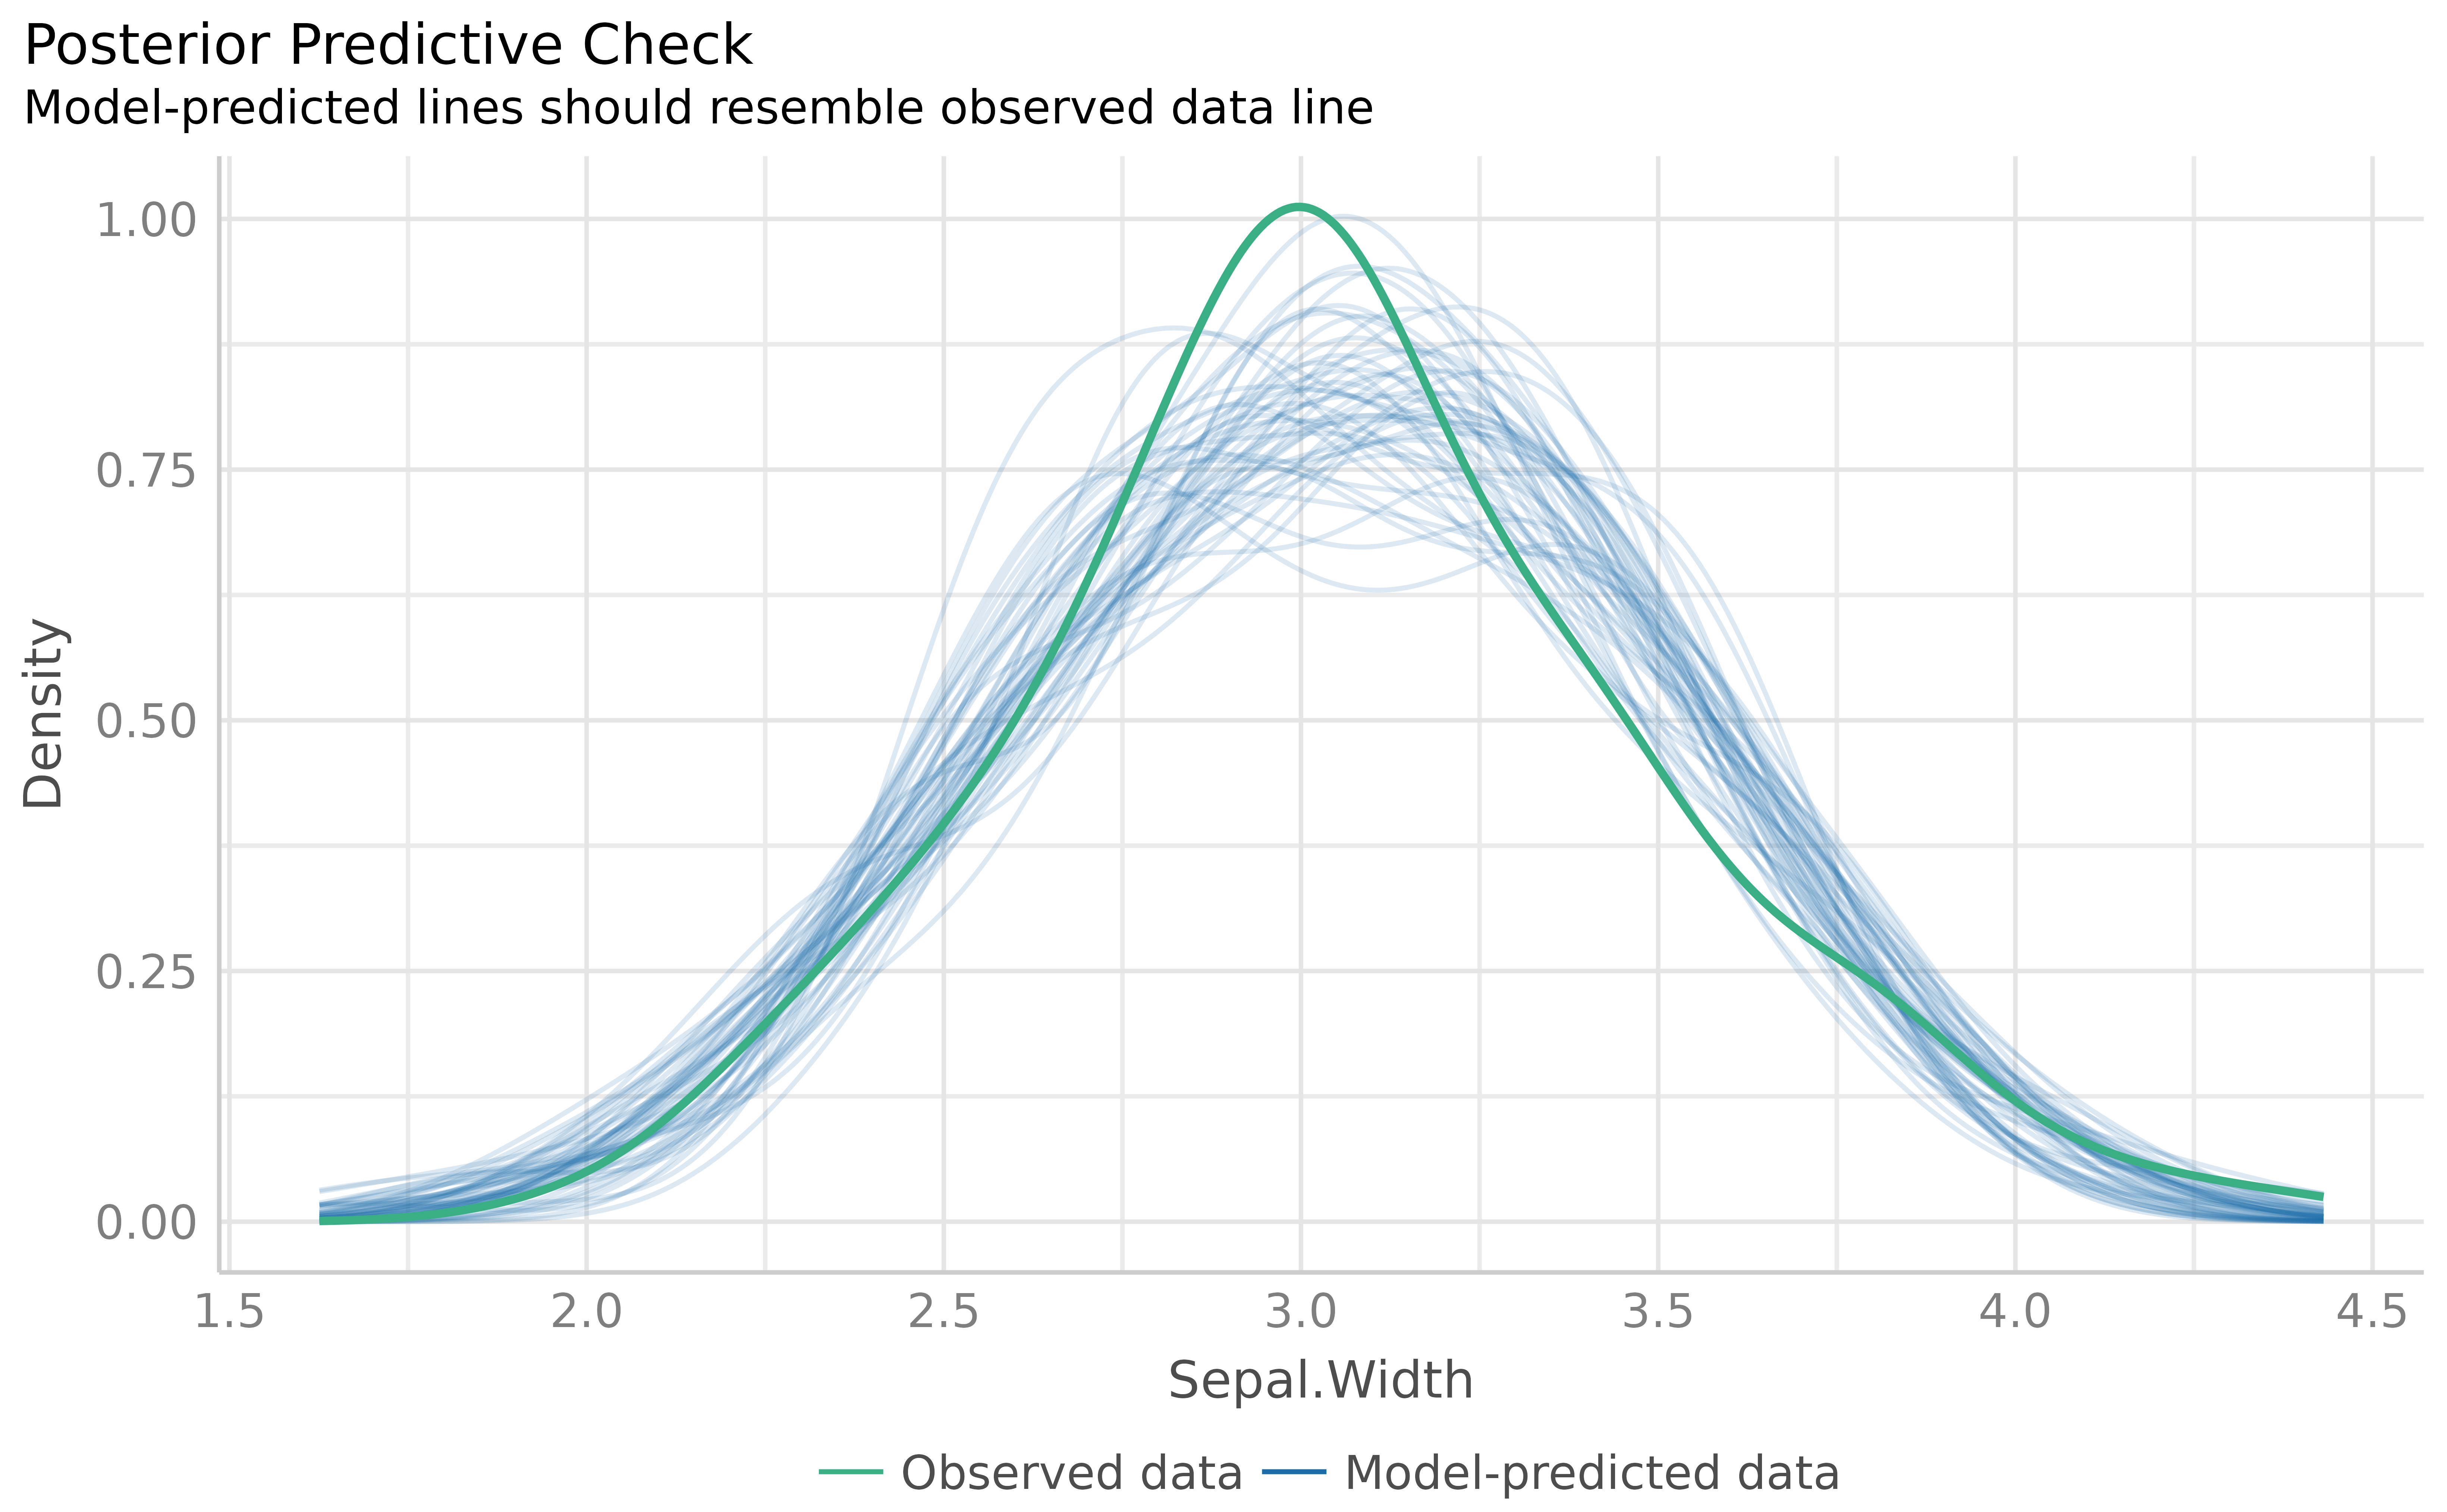 Posterior Predictive Check
Model-predicted lines should resemble observed data line
Density
1.00
0.75
0.50
0.25
0.00
1.5 2.0 2.5 3.0 3.5 4.0 4.5
Sepal.Width
Observed data Model-predicted data